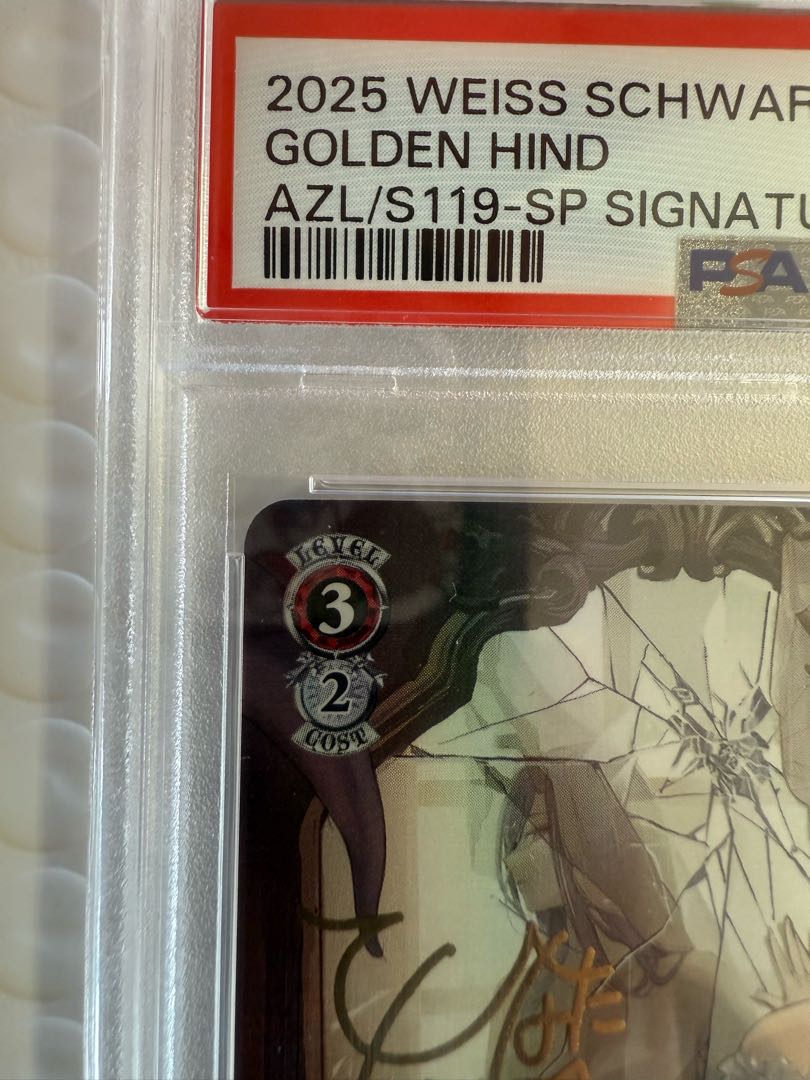 2025 WEISS SCHWAR
GOLDEN HIND
AZL/S119-SP SIGNATU
PSA
LEVEL
3
2
COST